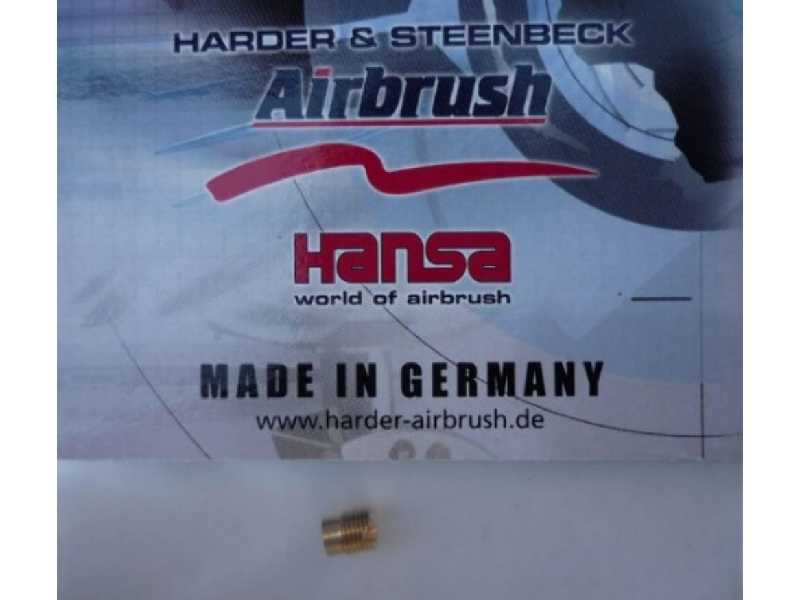 HARDER & STEENBECK
Airbrush
Hansa
world of airbrush
MADE IN GERMANY
www.harder-airbrush.de